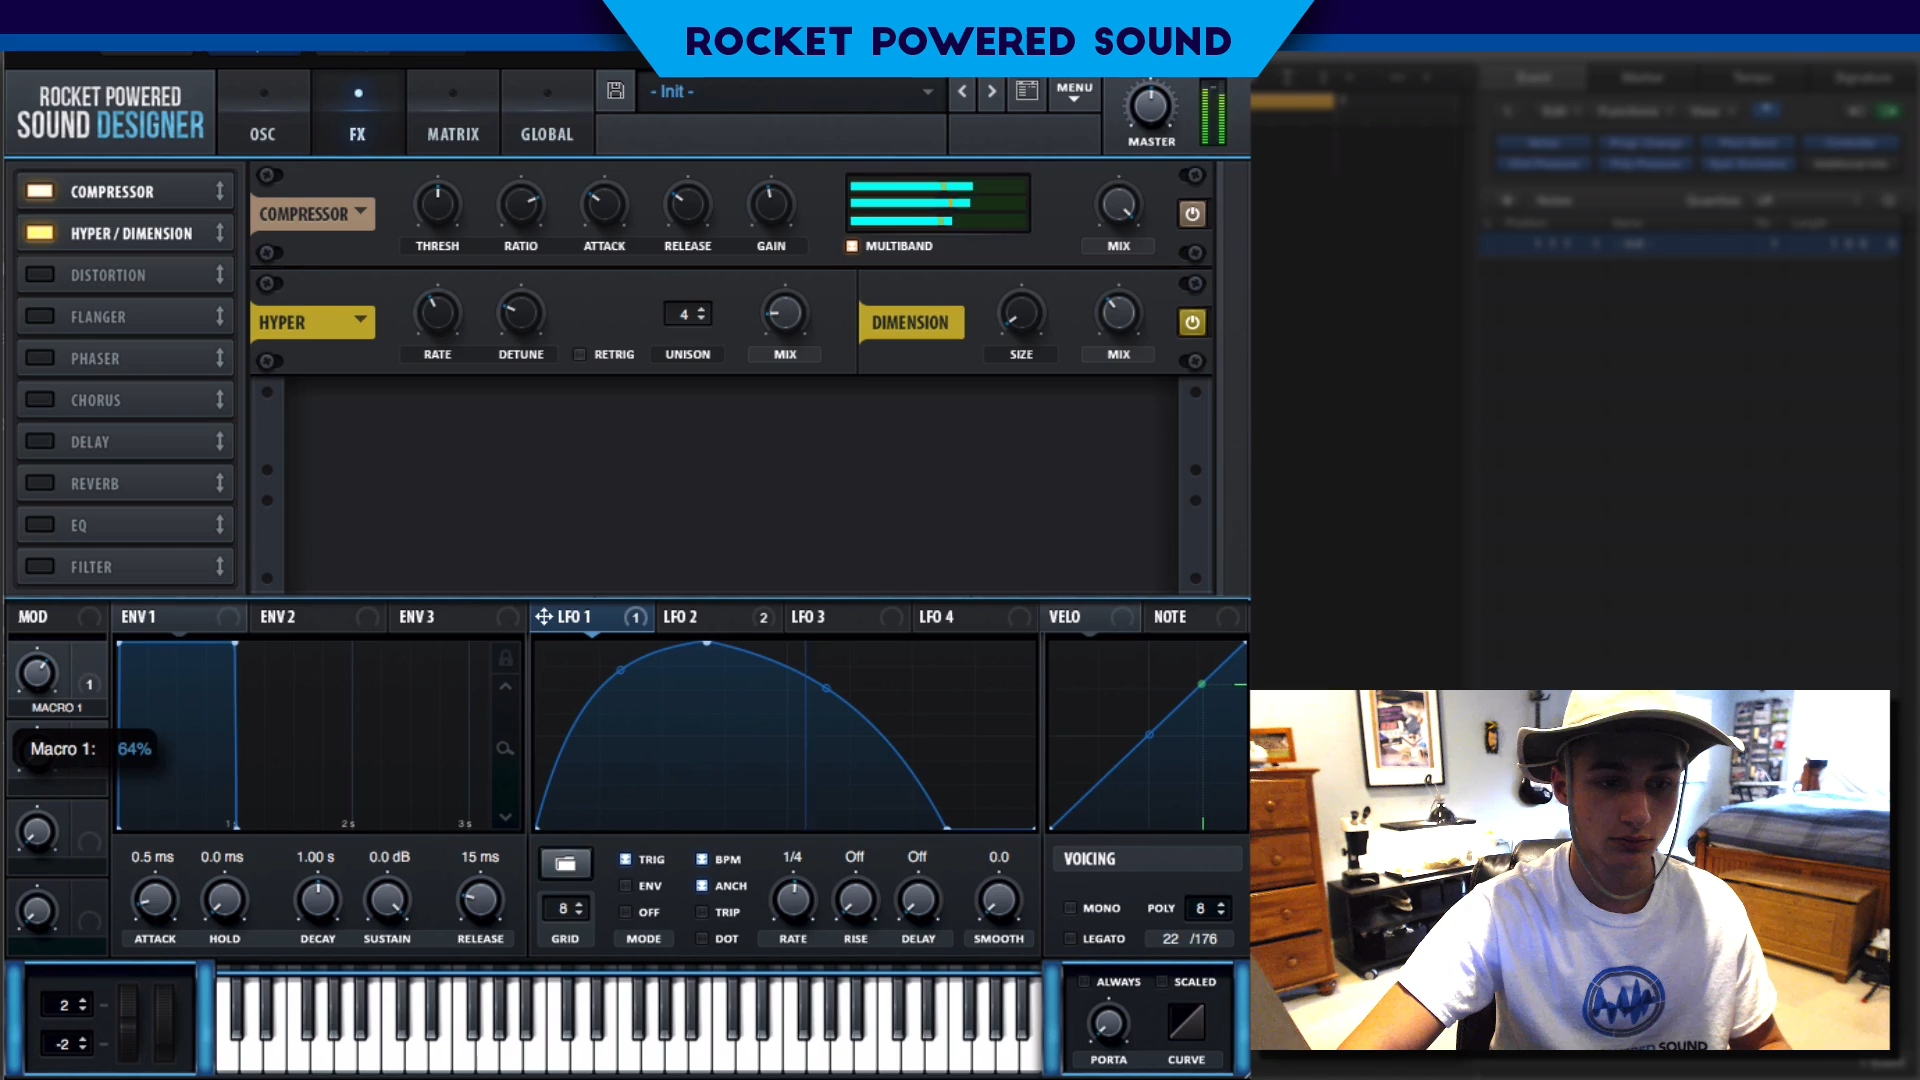 ROCKET POWERED SOUND
ROCKET POWERED
SOUND DESIGNER
OSC
FX
MATRIX
GLOBAL
- Init -
MENU
MASTER
COMPRESSOR
HYPER / DIMENSION
DISTORTION
FLANGER
PHASER
CHORUS
DELAY
REVERB
EQ
FILTER
COMPRESSOR
THRESH
RATIO
ATTACK
RELEASE
GAIN
MULTIBAND
MIX
HYPER
4
RATE
DETUNE
RETRIG
UNISON
MIX
DIMENSION
SIZE
MIX
MOD
ENV 1
ENV 2
ENV 3
LFO 1
1
LFO 2
2
LFO 3
LFO 4
VELO
NOTE
1
MACRO 1
Macro 1: 64%
2 s
3 s
0.5 ms
0.0 ms
1.00 s
0.0 dB
15 ms
ATTACK
HOLD
DECAY
SUSTAIN
RELEASE
TRIG
BPM
ENV
ANCH
OFF
TRIP
MODE
DOT
8
GRID
1/4
Off
Off
0.0
RATE
RISE
DELAY
SMOOTH
VOICING
MONO
POLY
8
LEGATO
22 /176
2
-2
ALWAYS
SCALED
PORTA
CURVE
SOUND